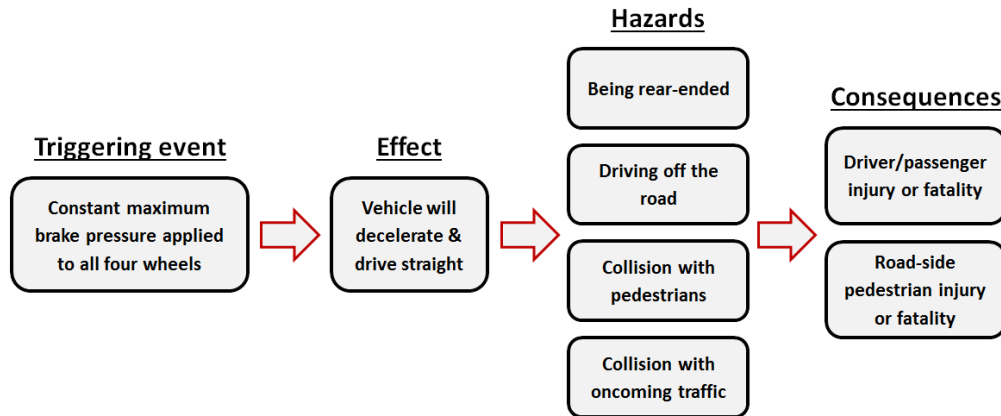 Triggering event
Constant maximum
brake pressure applied
to all four wheels
Effect
Vehicle will
decelerate &
drive straight
Hazards
Being rear-ended
Driving off the
road
Collision with
pedestrians
Collision with
oncoming traffic
Consequences
Driver/passenger
injury or fatality
Road-side
pedestrian injury
or fatality